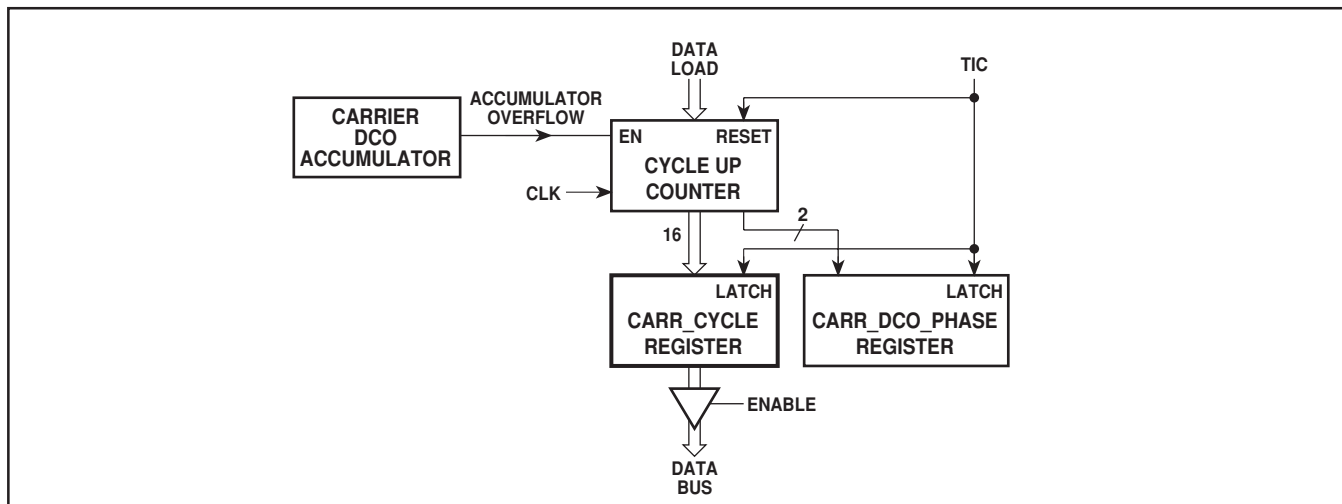 DATA
LOAD
TIC
ACCUMULATOR
OVERFLOW
CARRIER
DCO
ACCUMULATOR
EN
RESET
CYCLE UP
COUNTER
CLK
2
16
LATCH
CARR_CYCLE
REGISTER
LATCH
CARR_DCO_PHASE
REGISTER
ENABLE
DATA
BUS